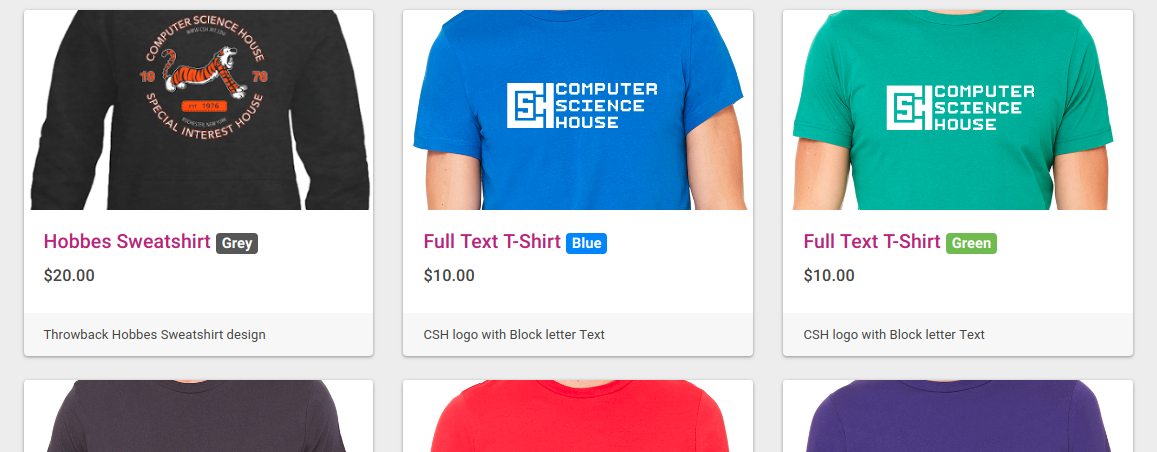 COMPUTER SCIENCE HOUSE
19 76
est 1976
SPECIAL INTEREST HOUSE
COMPUTER
SCIENCE
HOUSE
COMPUTER
SCIENCE
HOUSE
Hobbes Sweatshirt Grey
$20.00
Throwback Hobbes Sweatshirt design
Full Text T-Shirt Blue
$10.00
CSH logo with Block letter Text
Full Text T-Shirt Green
$10.00
CSH logo with Block letter Text